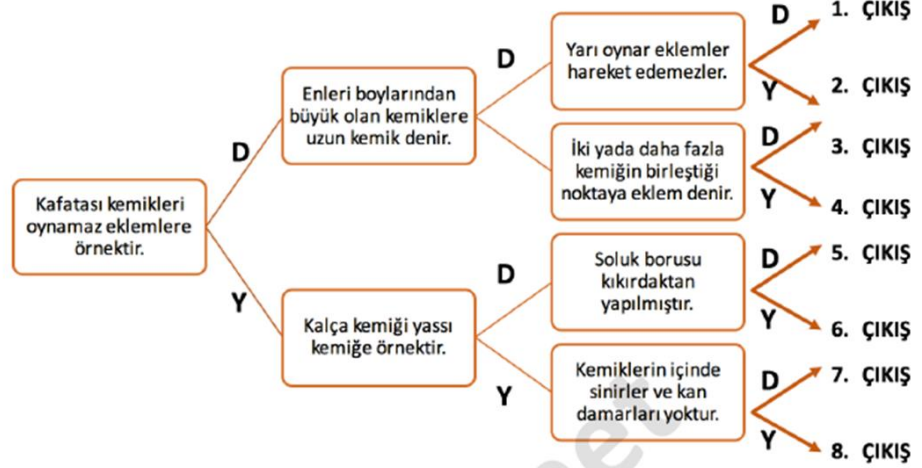 Kafatası kemikleri
oynamaz eklemlere
örnektir.
D
Y
Enleri boylarından
büyük olan kemiklere
uzun kemik denir.
D
Kalça kemiği yassı
kemiğe örnektir.
D
Y
Yarı oynar eklemler
hareket edemezler.
D
Y
İki yada daha fazla
kemiğin birleştiği
noktaya eklem denir.
D
Y
Soluk borusu
kıkırdaktan
yapılmıştır.
D
Y
Kemiklerin içinde
sinirler ve kan
damarları yoktur.
D
Y
1. ÇIKIŞ
2. ÇIKIŞ
3. ÇIKIŞ
4. ÇIKIŞ
5. ÇIKIŞ
6. ÇIKIŞ
7. ÇIKIŞ
8. ÇIKIŞ